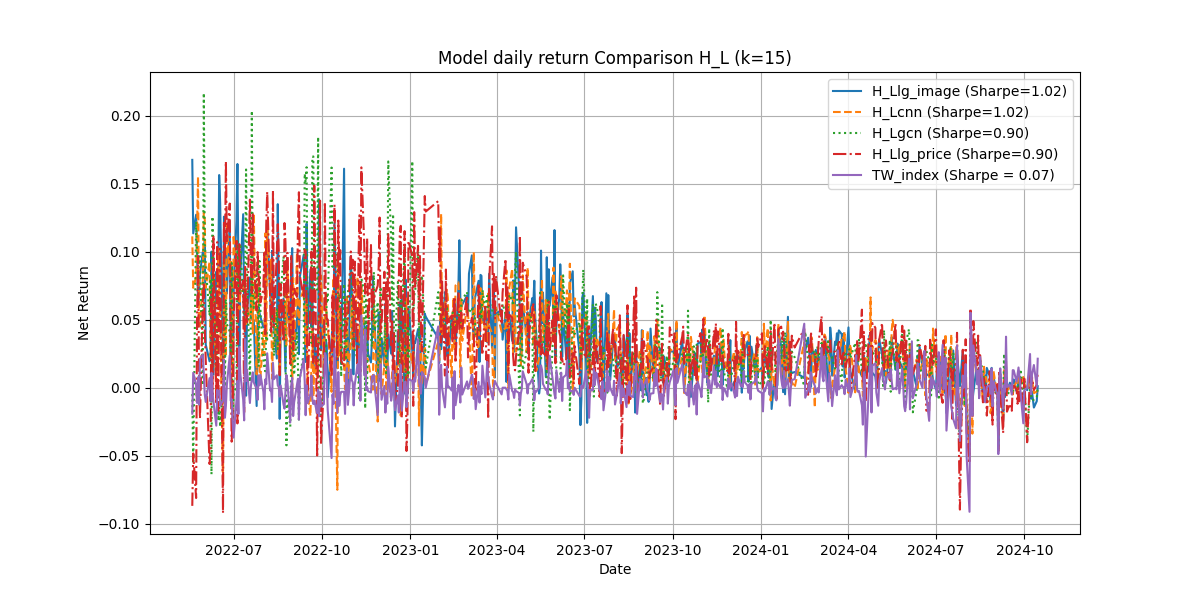 Model daily return Comparison H_L (k=15)
H_Llg_image (Sharpe=1.02)
H_Lcnn (Sharpe=1.02)
H_Lgcn (Sharpe=0.90)
H_Llg_price (Sharpe=0.90)
TW_index (Sharpe = 0.07)
Net Return
0.20
0.15
0.10
0.05
0.00
−0.05
−0.10
2022-07 2022-10 2023-01 2023-04 2023-07 2023-10 2024-01 2024-04 2024-07 2024-10
Date